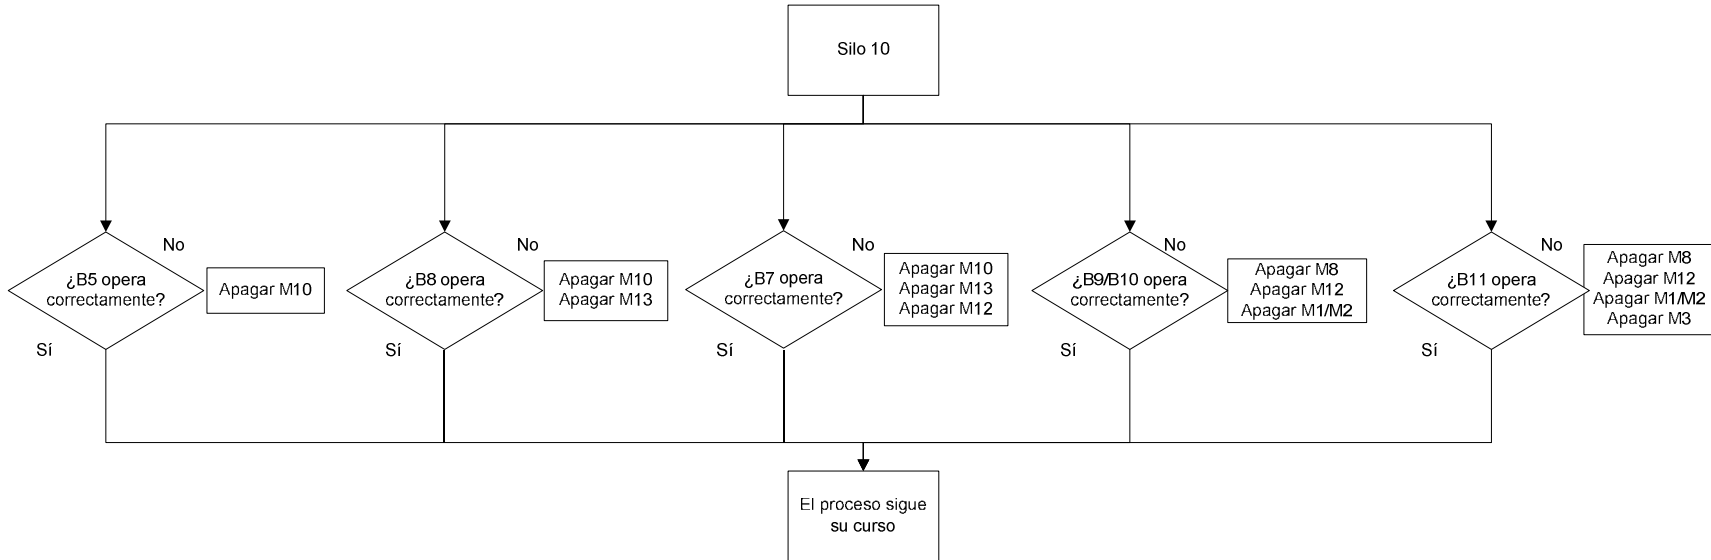 Silo 10
No
¿B5 opera
correctamente?
Apagar M10
Sí
No
¿B8 opera
correctamente?
Apagar M10
Apagar M13
Sí
No
¿B7 opera
correctamente?
Apagar M10
Apagar M13
Apagar M12
Sí
No
¿B9/B10 opera
correctamente?
Apagar M8
Apagar M12
Apagar M1/M2
Sí
No
¿B11 opera
correctamente?
Apagar M8
Apagar M12
Apagar M1/M2
Apagar M3
Sí
El proceso sigue
su curso